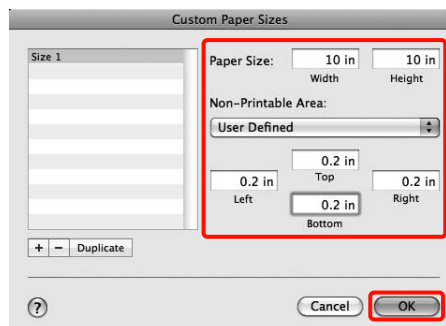 Custom Paper Sizes
Size 1
Paper Size: 10 in 10 in
Width Height
Non-Printable Area:
User Defined
0.2 in
Top
0.2 in 0.2 in
Left Right
0.2 in
Bottom
+ − Duplicate
? Cancel OK